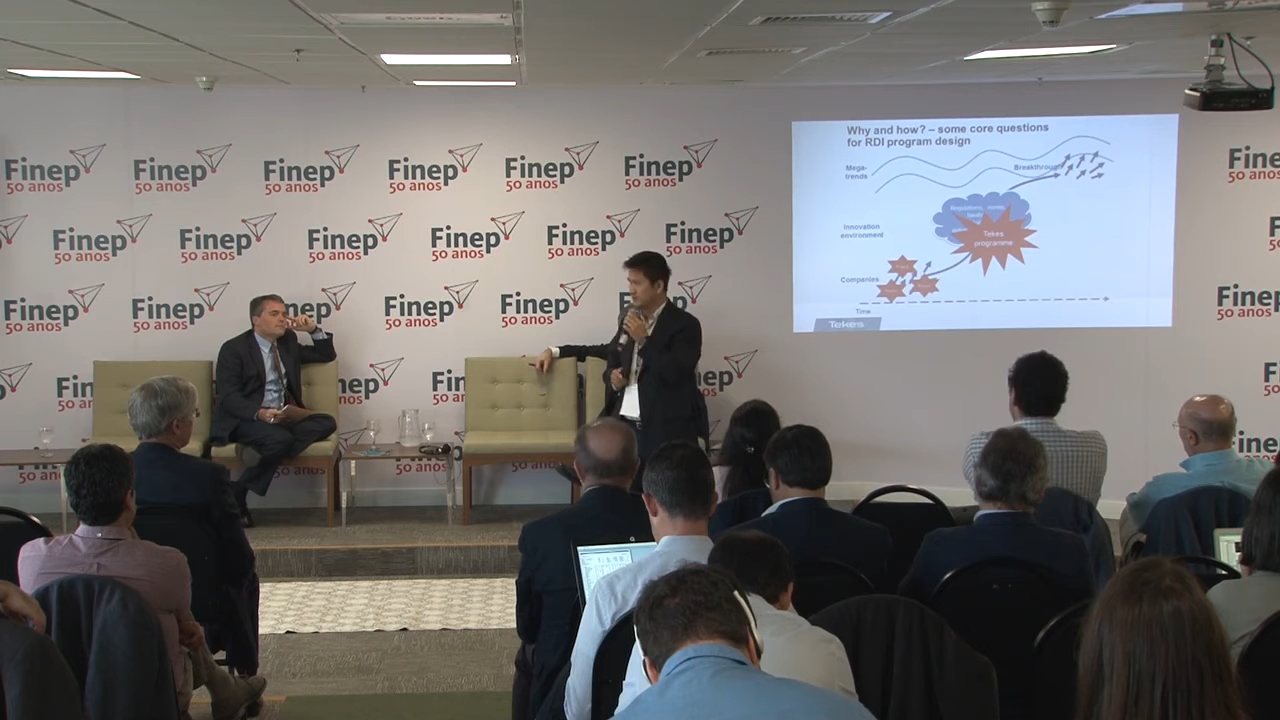 Finep
50 anos
Why and how? – some core questions
for RDI program design
Mega-
trends
Breakthrough
Innovation
environment
Tekes
programme
Companies
Time
Tekes